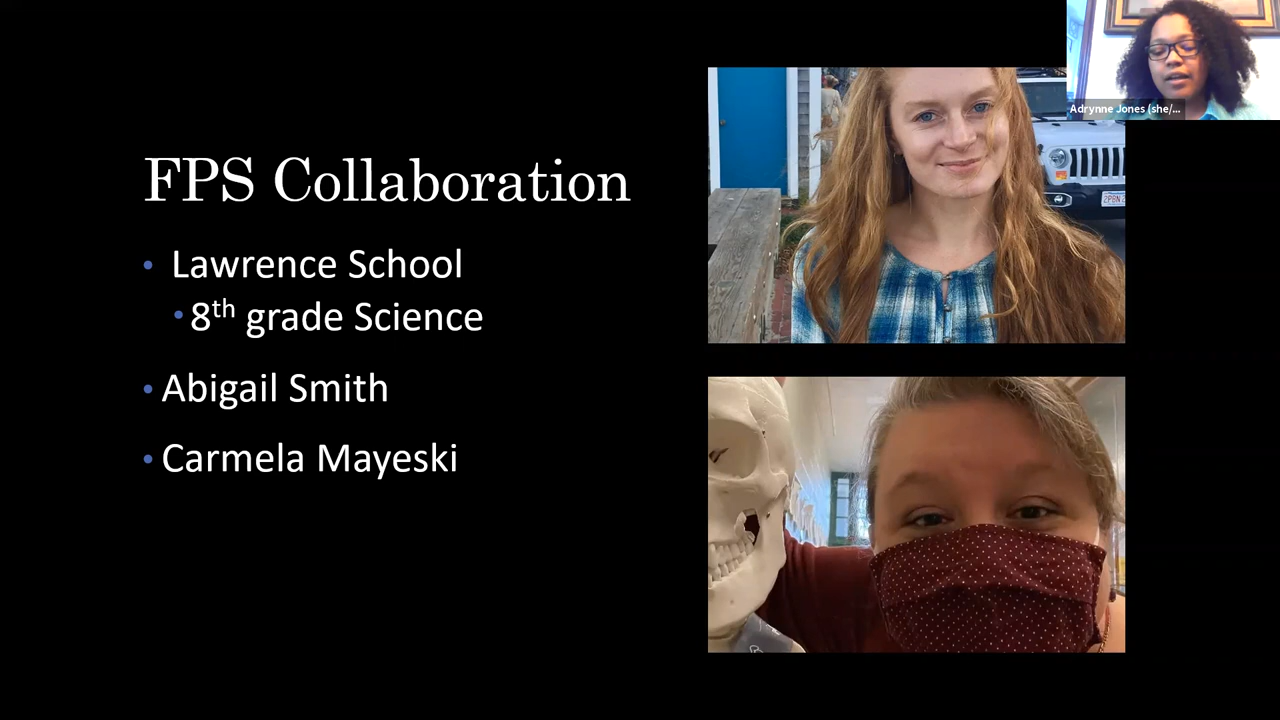 Adrynne Jones (she/...
FPS Collaboration
Lawrence School
8th grade Science
Abigail Smith
Carmela Mayeski